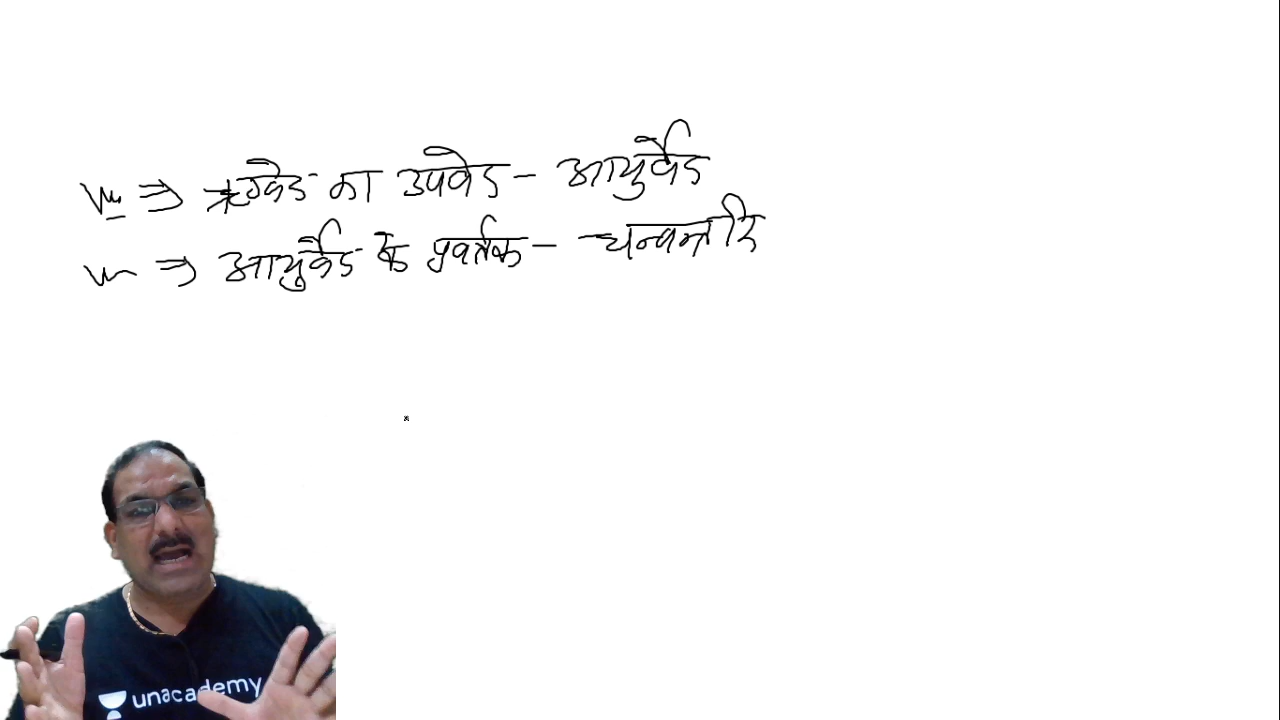 ⇒ ऋग्वेद का उपवेद - आयुर्वेद
⇒ आयुर्वेद के प्रवर्तक - धन्वन्तरि
unacademy